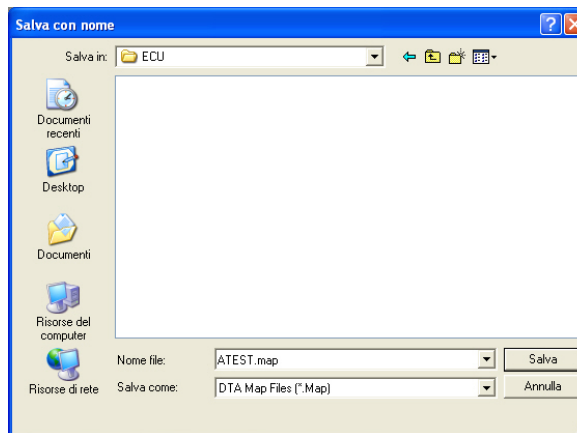 Salva con nome
Salva in:
ECU
Documenti
recenti
Desktop
Documenti
Risorse del
computer
Risorse di rete
Nome file:
ATEST.map
Salva
Salva come:
DTA Map Files (*.Map)
Annulla